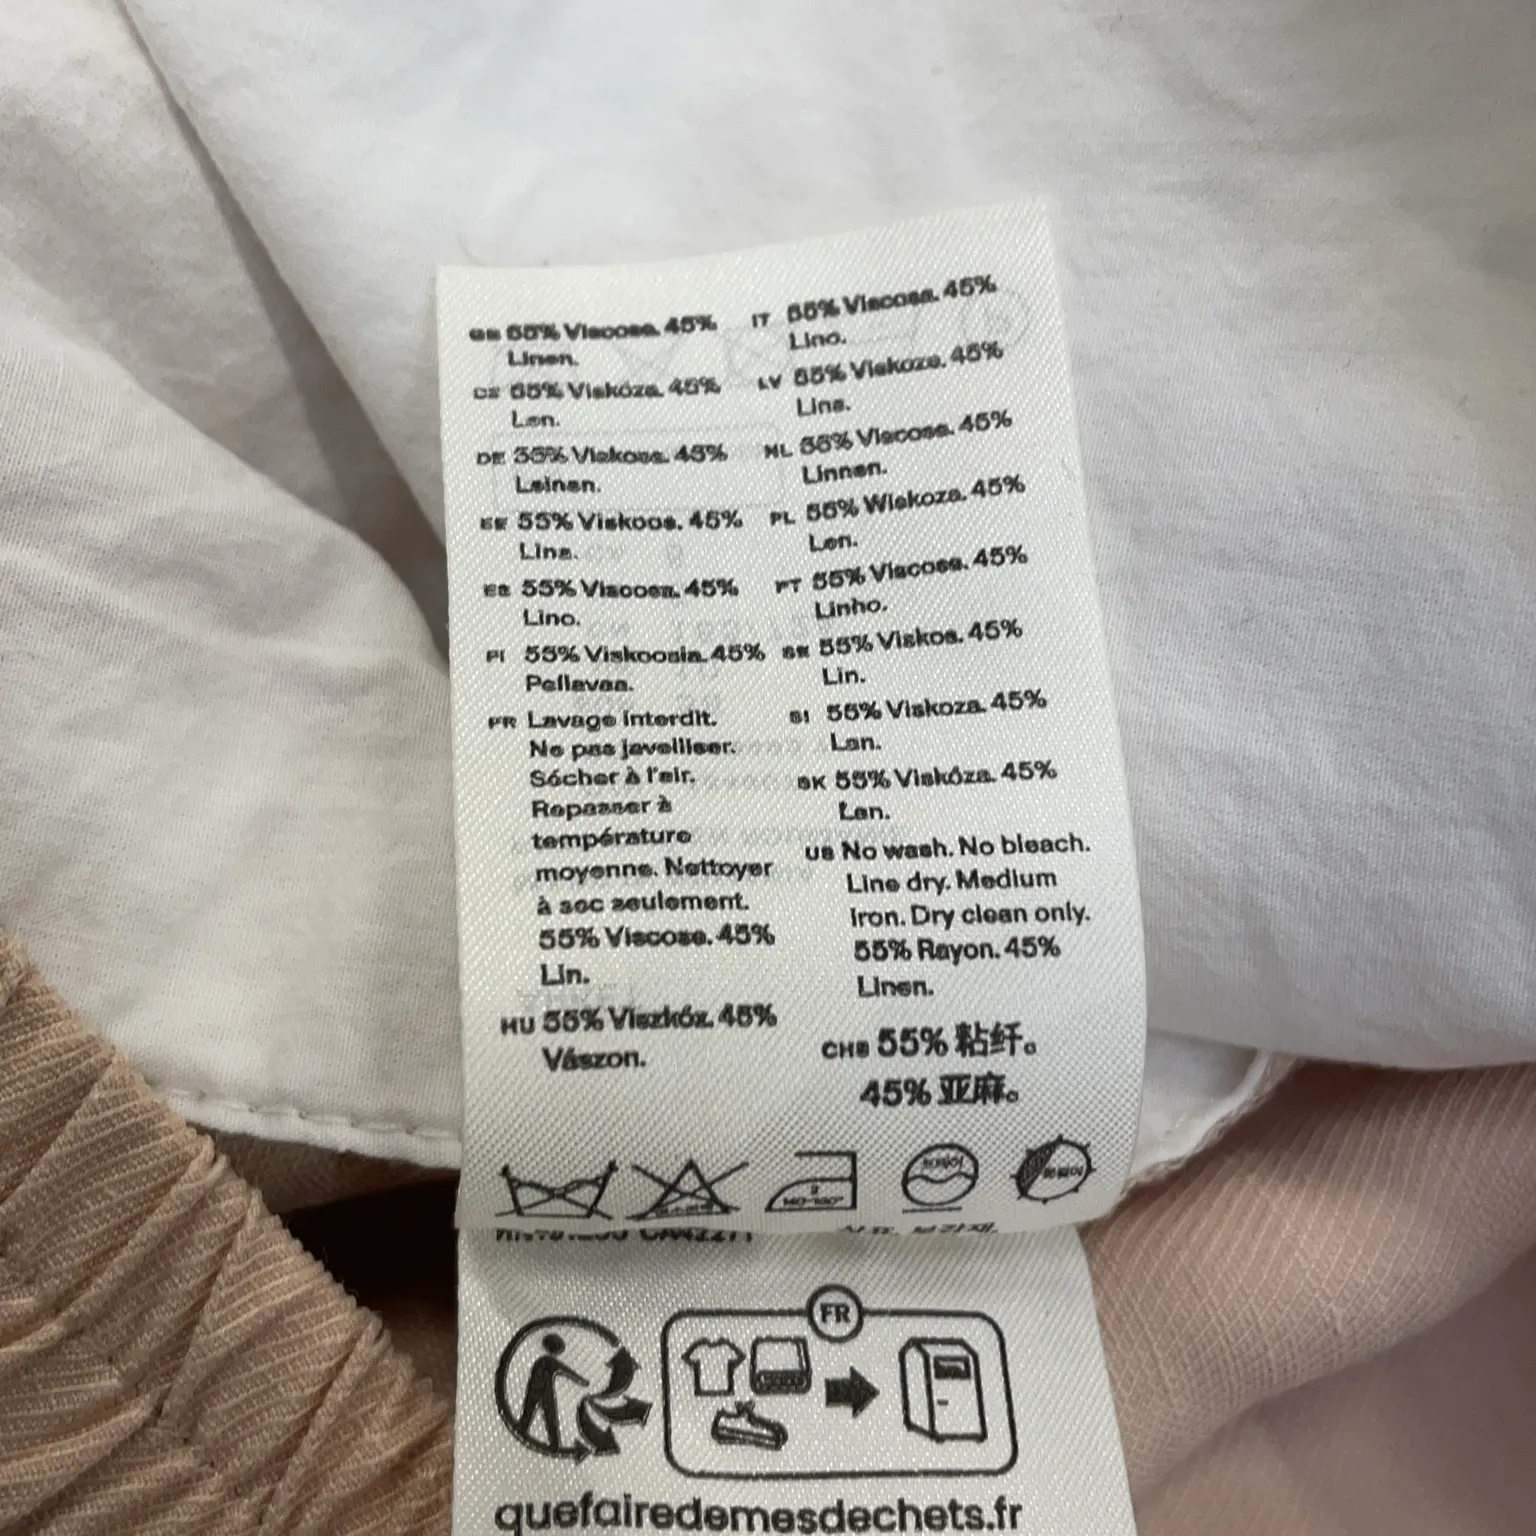 GB 55% Viscose. 45%
Linen.
CZ 55% Viskóza. 45%
Len.
DE 55% Viskose. 45%
Leinen.
EE 55% Viskoos. 45%
Lina.
ES 55% Viscosa. 45%
Lino.
FI 55% Viskoosia. 45%
Pellavaa.
FR Lavage interdit.
Ne pas javelliser.
Sécher à l'air.
Repasser à
température
moyenne. Nettoyer
à sec seulement.
55% Viscose. 45%
Lin.
HU 55% Viszkóz. 45%
Vászon.
IT 55% Viscosa. 45%
Lino.
LV 55% Viskoze. 45%
Lins.
NL 55% Viscose. 45%
Linnen.
PL 55% Wiskoza. 45%
Len.
PT 55% Viscose. 45%
Linho.
SE 55% Viskos. 45%
Lin.
SI 55% Viskoza. 45%
Lan.
SK 55% Viskóza. 45%
Ľan.
US No wash. No bleach.
Line dry. Medium
Iron. Dry clean only.
55% Rayon. 45%
Linen.
CHS 55% 粘纤。
45% 亚麻。
FR
quefairedemesdechets.fr